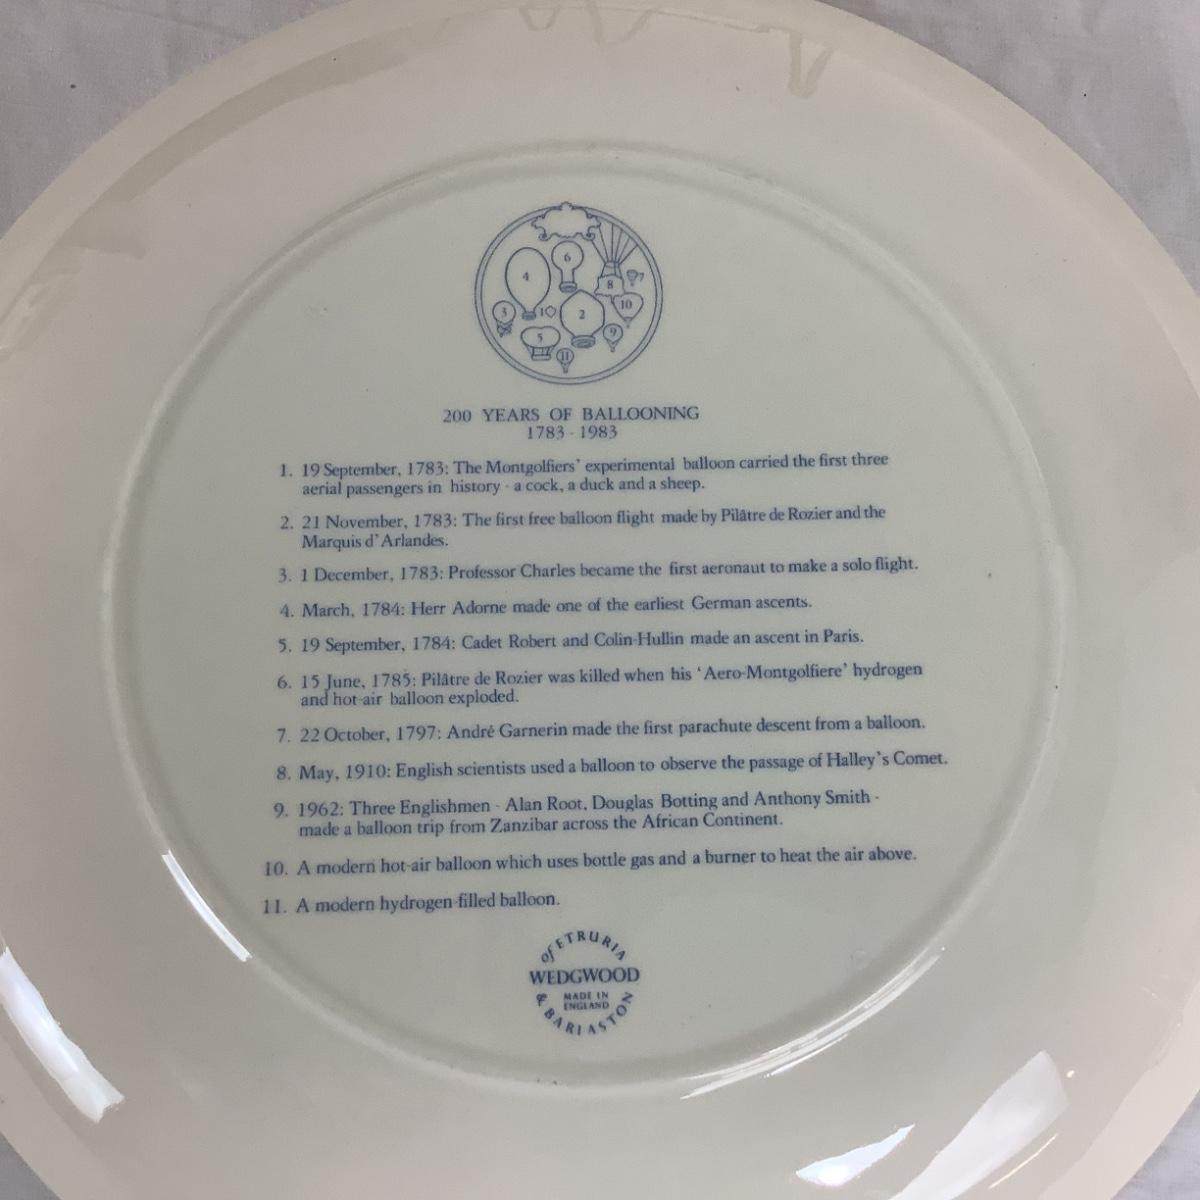 4
6
8
7
3
1
2
10
5
9
11
200 YEARS OF BALLOONING
1783 - 1983
1. 19 September, 1783: The Montgolfiers' experimental balloon carried the first three
aerial passengers in history - a cock, a duck and a sheep.
2. 21 November, 1783: The first free balloon flight made by Pilâtre de Rozier and the
Marquis d'Arlandes.
3. 1 December, 1783: Professor Charles became the first aeronaut to make a solo flight.
4. March, 1784: Herr Adorne made one of the earliest German ascents.
5. 19 September, 1784: Cadet Robert and Colin-Hullin made an ascent in Paris.
6. 15 June, 1785: Pilâtre de Rozier was killed when his 'Aero-Montgolfiere' hydrogen
and hot-air balloon exploded.
7. 22 October, 1797: André Garnerin made the first parachute descent from a balloon.
8. May, 1910: English scientists used a balloon to observe the passage of Halley's Comet.
9. 1962: Three Englishmen - Alan Root, Douglas Botting and Anthony Smith -
made a balloon trip from Zanzibar across the African Continent.
10. A modern hot-air balloon which uses bottle gas and a burner to heat the air above.
11. A modern hydrogen-filled balloon.
of ETRURIA
WEDGWOOD
MADE IN
ENGLAND
& BARLASTON